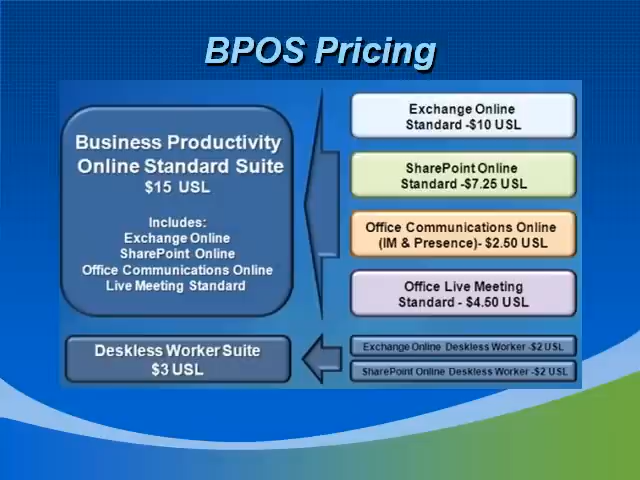 BPOS Pricing
Business Productivity
Online Standard Suite
$15 USL
Includes:
Exchange Online
SharePoint Online
Office Communications Online
Live Meeting Standard
Exchange Online
Standard -$10 USL
SharePoint Online
Standard -$7.25 USL
Office Communications Online
(IM & Presence)- $2.50 USL
Office Live Meeting
Standard - $4.50 USL
Deskless Worker Suite
$3 USL
Exchange Online Deskless Worker -$2 USL
SharePoint Online Deskless Worker -$2 USL